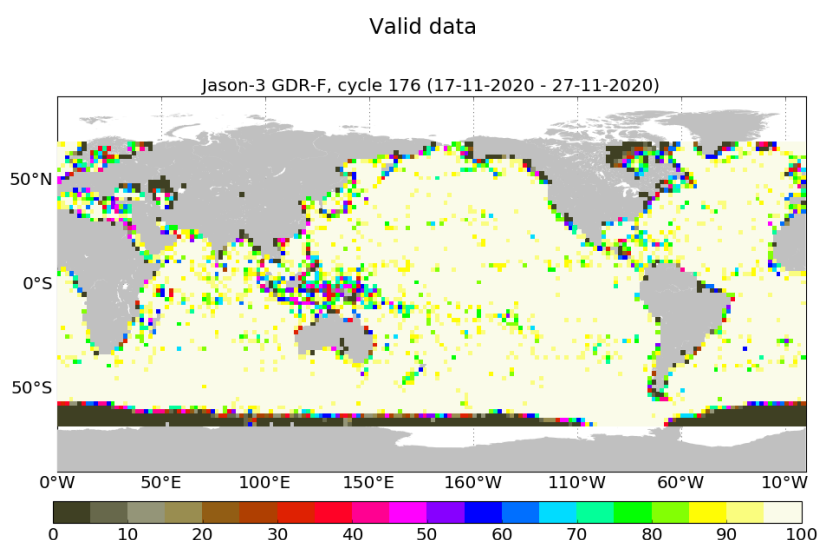 Valid data
Jason-3 GDR-F, cycle 176 (17-11-2020 - 27-11-2020)
50°N
0°S
50°S
0°W 50°E 100°E 150°E 160°W 110°W 60°W 10°W
0 10 20 30 40 50 60 70 80 90 100